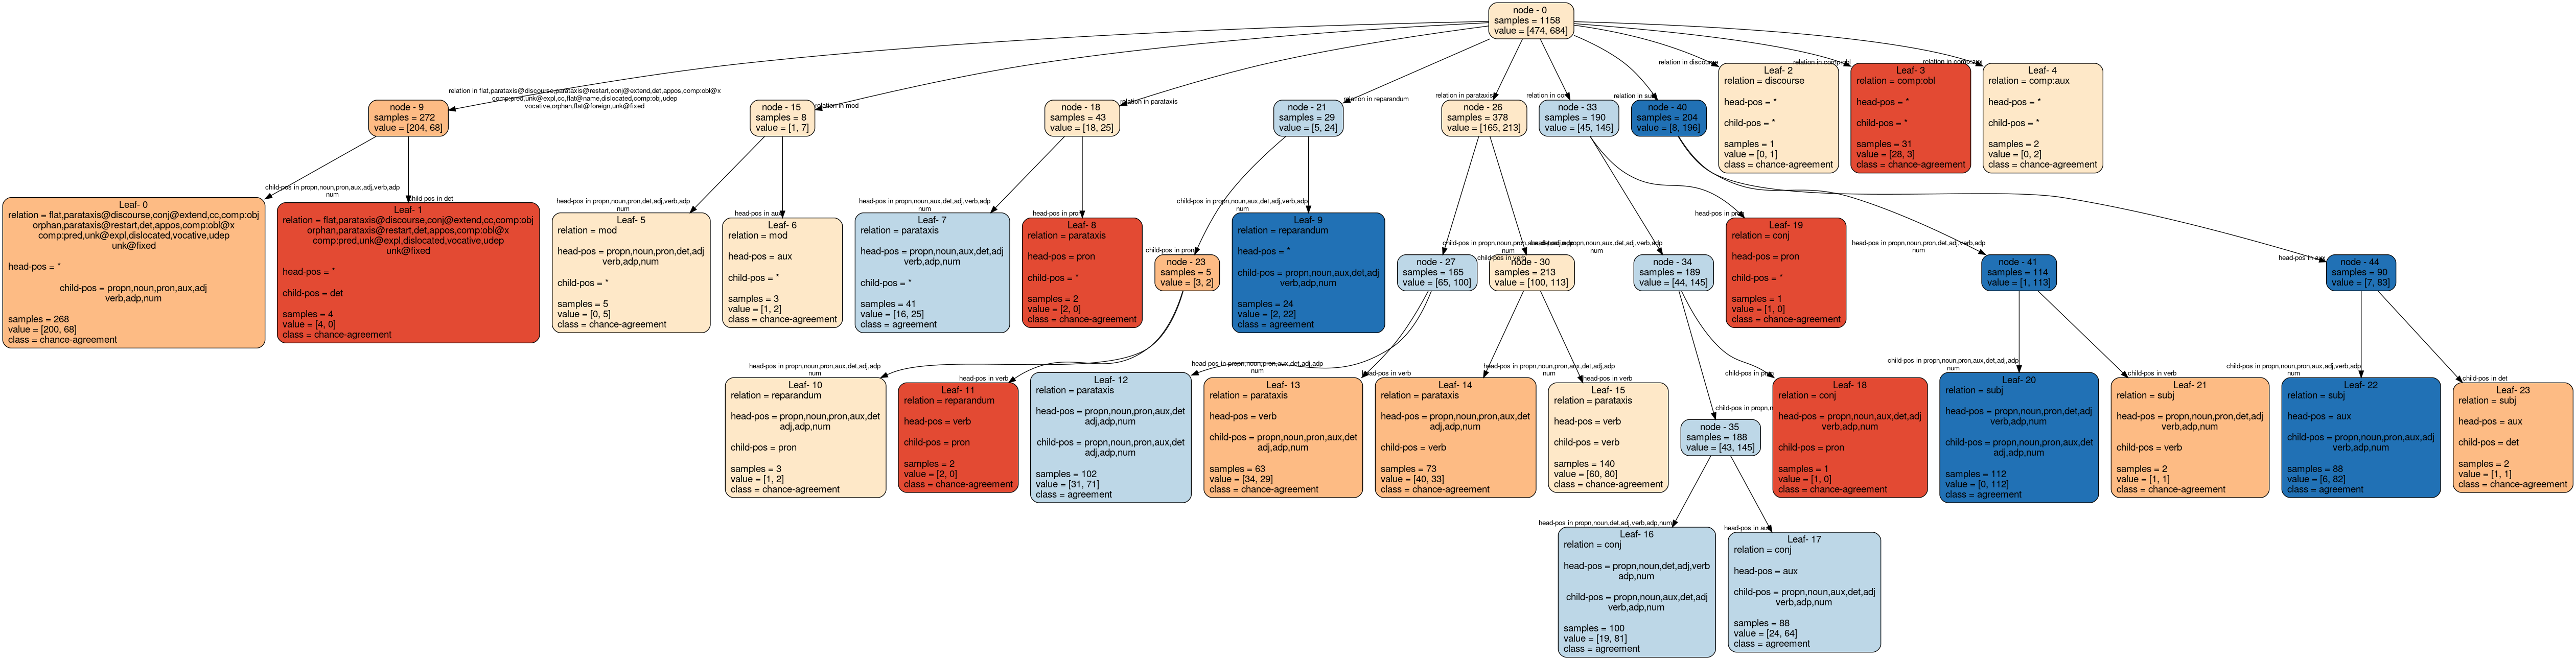 node - 0
samples = 1158
value = [474, 684]
relation in flat,parataxis@discourse,parataxis@restart,conj@extend,det,appos,comp:obl@x
comp:pred,unk@expl,cc,flat@name,dislocated,comp:obj,udep
vocative,orphan,flat@foreign,unk@fixed
relation in mod
relation in parataxis
relation in reparandum
relation in parataxis
relation in discourse
relation in comp:obl
relation in comp:aux
node - 9
samples = 272
value = [204, 68]
node - 15
samples = 8
value = [1, 7]
node - 18
samples = 43
value = [18, 25]
node - 21
samples = 29
value = [5, 24]
node - 26
samples = 378
value = [165, 213]
node - 33
samples = 190
value = [45, 145]
node - 40
samples = 204
value = [8, 196]
Leaf- 2
relation = discourse
head-pos = *
child-pos = *
samples = 1
value = [0, 1]
class = chance-agreement
Leaf- 3
relation = comp:obl
head-pos = *
child-pos = *
samples = 31
value = [28, 3]
class = chance-agreement
Leaf- 4
relation = comp:aux
head-pos = *
child-pos = *
samples = 2
value = [0, 2]
class = chance-agreement
child-pos in propn,noun,pron,aux,adj,verb,adp
num
child-pos in det
head-pos in propn,noun,pron,det,adj,verb,adp
num
head-pos in aux
head-pos in propn,noun,aux,det,adj,verb,adp
num
head-pos in pron
child-pos in pron
child-pos in propn,noun,aux,det,adj,verb,adp
num
Leaf- 0
relation = flat,parataxis@discourse,conj@extend,cc,comp:obj
orphan,parataxis@restart,det,appos,comp:obl@x
comp:pred,unk@expl,dislocated,vocative,udep
unk@fixed
head-pos = *
child-pos = propn,noun,pron,aux,adj
verb,adp,num
samples = 268
value = [200, 68]
class = chance-agreement
Leaf- 1
relation = flat,parataxis@discourse,conj@extend,cc,comp:obj
orphan,parataxis@restart,det,appos,comp:obl@x
comp:pred,unk@expl,dislocated,vocative,udep
unk@fixed
head-pos = *
child-pos = det
samples = 4
value = [4, 0]
class = chance-agreement
Leaf- 5
relation = mod
head-pos = propn,noun,pron,det,adj
verb,adp,num
child-pos = *
samples = 5
value = [0, 5]
class = chance-agreement
Leaf- 6
relation = mod
head-pos = aux
child-pos = *
samples = 3
value = [1, 2]
class = chance-agreement
Leaf- 7
relation = parataxis
head-pos = propn,noun,aux,det,adj
verb,adp,num
child-pos = *
samples = 41
value = [16, 25]
class = agreement
Leaf- 8
relation = parataxis
head-pos = pron
child-pos = *
samples = 2
value = [2, 0]
class = chance-agreement
node - 23
samples = 5
value = [3, 2]
Leaf- 9
relation = reparandum
head-pos = *
child-pos = propn,noun,aux,det,adj
verb,adp,num
samples = 24
value = [2, 22]
class = agreement
num
child-pos in verb
num
node - 27
samples = 165
value = [65, 100]
node - 30
samples = 213
value = [100, 113]
node - 34
samples = 189
value = [44, 145]
Leaf- 19
relation = conj
head-pos = pron
child-pos = *
samples = 1
value = [1, 0]
class = chance-agreement
head-pos in propn,noun,pron,det,adj,verb,adp
num
node - 41
samples = 114
value = [1, 113]
head-pos in aux
node - 44
samples = 90
value = [7, 83]
head-pos in propn,noun,pron,aux,det,adj,adp
num
head-pos in verb
head-pos in propn,noun,pron,aux,det,adj,adp
num
head-pos in verb
head-pos in propn,noun,pron,aux,det,adj,adp
num
head-pos in verb
child-pos in pron
child-pos in propn,noun,pron,aux,det,adj,adp
num
child-pos in verb
child-pos in propn,noun,pron,aux,adj,verb,adp
num
child-pos in det
Leaf- 10
relation = reparandum
head-pos = propn,noun,pron,aux,det
adj,adp,num
child-pos = pron
samples = 3
value = [1, 2]
class = chance-agreement
Leaf- 11
relation = reparandum
head-pos = verb
child-pos = pron
samples = 2
value = [2, 0]
class = chance-agreement
Leaf- 12
relation = parataxis
head-pos = propn,noun,pron,aux,det
adj,adp,num
child-pos = propn,noun,pron,aux,det
adj,adp,num
samples = 102
value = [31, 71]
class = agreement
Leaf- 13
relation = parataxis
head-pos = verb
child-pos = propn,noun,pron,aux,det
adj,adp,num
samples = 63
value = [34, 29]
class = chance-agreement
Leaf- 14
relation = parataxis
head-pos = propn,noun,pron,aux,det
adj,adp,num
child-pos = verb
samples = 73
value = [40, 33]
class = chance-agreement
Leaf- 15
relation = parataxis
head-pos = verb
child-pos = verb
samples = 140
value = [60, 80]
class = chance-agreement
node - 35
samples = 188
value = [43, 145]
Leaf- 18
relation = conj
head-pos = propn,noun,aux,det,adj
verb,adp,num
child-pos = pron
samples = 1
value = [1, 0]
class = chance-agreement
Leaf- 20
relation = subj
head-pos = propn,noun,pron,det,adj
verb,adp,num
child-pos = propn,noun,pron,aux,det
adj,adp,num
samples = 112
value = [0, 112]
class = agreement
Leaf- 21
relation = subj
head-pos = propn,noun,pron,det,adj
verb,adp,num
child-pos = verb
samples = 2
value = [1, 1]
class = chance-agreement
Leaf- 22
relation = subj
head-pos = aux
child-pos = propn,noun,pron,aux,adj
verb,adp,num
samples = 88
value = [6, 82]
class = agreement
Leaf- 23
relation = subj
head-pos = aux
child-pos = det
samples = 2
value = [1, 1]
class = chance-agreement
head-pos in propn,noun,det,adj,verb,adp,num
head-pos in aux
Leaf- 16
relation = conj
head-pos = propn,noun,det,adj,verb
adp,num
child-pos = propn,noun,aux,det,adj
verb,adp,num
samples = 100
value = [19, 81]
class = agreement
Leaf- 17
relation = conj
head-pos = aux
child-pos = propn,noun,aux,det,adj
verb,adp,num
samples = 88
value = [24, 64]
class = agreement